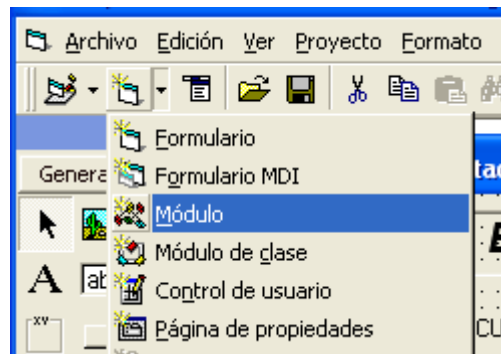 Archivo Edición Ver Proyecto Formato
Formulario
Genera
Formulario MDI
Módulo
Módulo de clase
A ab
Control de usuario
Página de propiedades